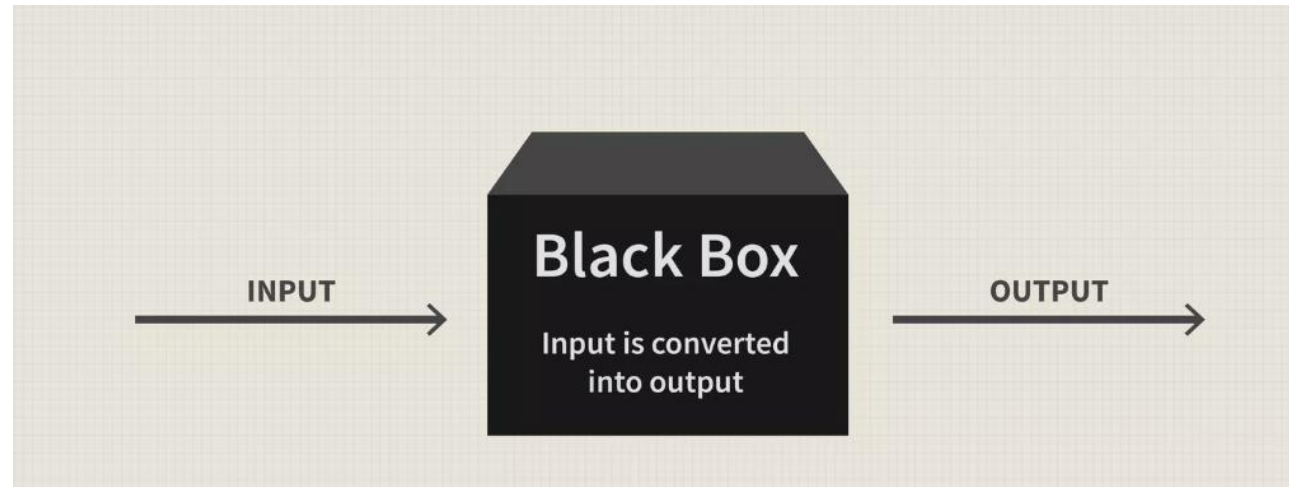 INPUT
Black Box
Input is converted
into output
OUTPUT